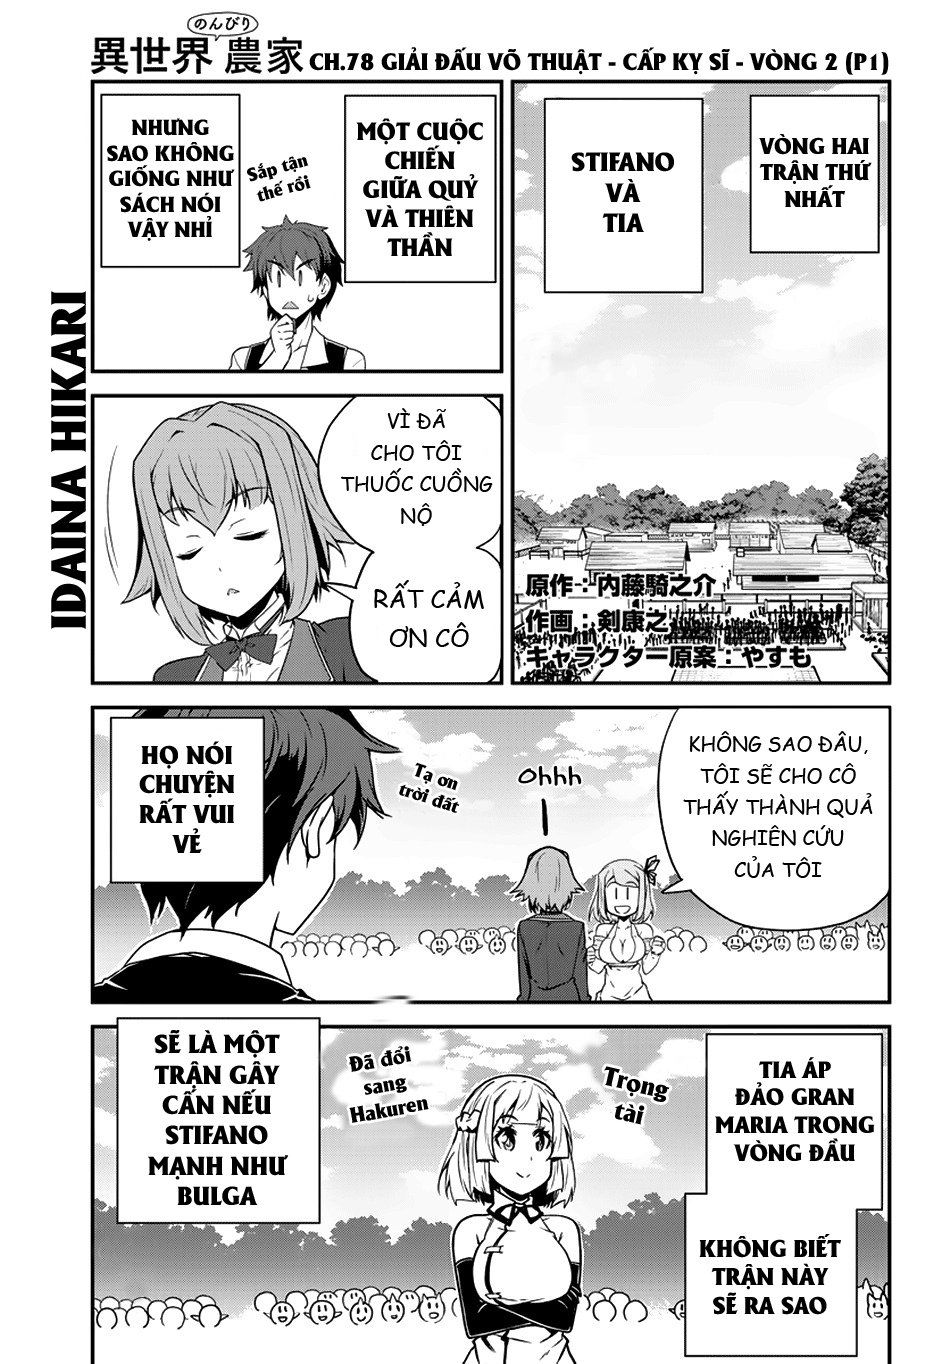 のんびり
異世界 農家 CH.78 GIẢI ĐẤU VÕ THUẬT - CẤP KỴ SĨ - VÒNG 2 (P1)
VÒNG HAI
TRẬN THỨ
NHẤT
STIFANO
VÀ
TIA
原作：内藤騎之介
作画：剣康之
キャラクター原案：やすも
MỘT CUỘC
CHIẾN
GIỮA QUỶ
VÀ THIÊN
THẦN
Sắp tận
thế rồi
NHƯNG
SAO KHÔNG
GIỐNG NHƯ
SÁCH NÓI
VẬY NHỈ
IDAINA HIKARI
VÌ ĐÃ
CHO TÔI
THUỐC CUỒNG
NỘ
RẤT CẢM
ƠN CÔ
KHÔNG SAO ĐÂU,
TÔI SẼ CHO CÔ
THẤY THÀNH QUẢ
NGHIÊN CỨU
CỦA TÔI
Ohhh
Tạ ơn
trời đất
HỌ NÓI
CHUYỆN
RẤT VUI
VẺ
TIA ÁP
ĐẢO GRAN
MARIA TRONG
VÒNG ĐẦU
KHÔNG BIẾT
TRẬN NÀY
SẼ RA SAO
Trọng
tài
Đã đổi
sang
Hakuren
SẼ LÀ MỘT
TRẬN GÂY
CẤN NẾU
STIFANO
MẠNH NHƯ
BULGA